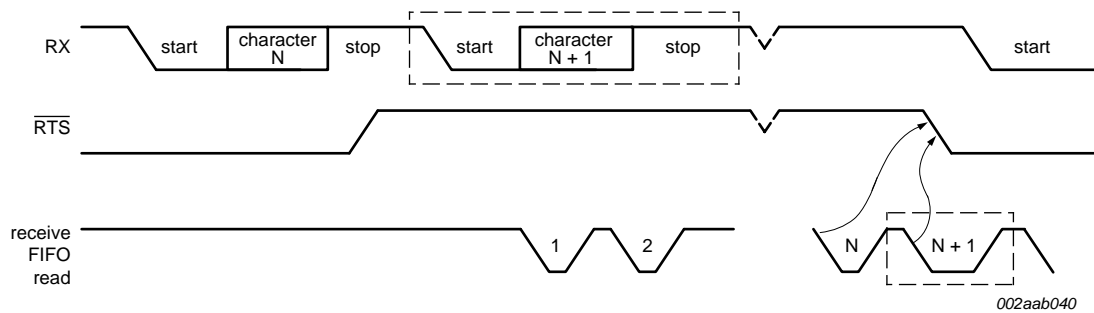 RX
start
character
N
stop
start
character
N + 1
stop
start
RTS
receive
FIFO
read
1
2
N
N + 1
002aab040